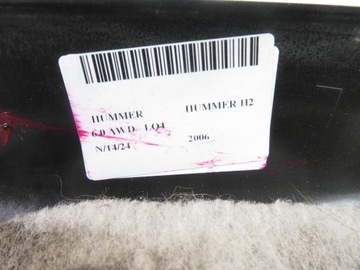 HUMMER HUMMER H2
6.0 AWD LQ4
N/14/24 2006